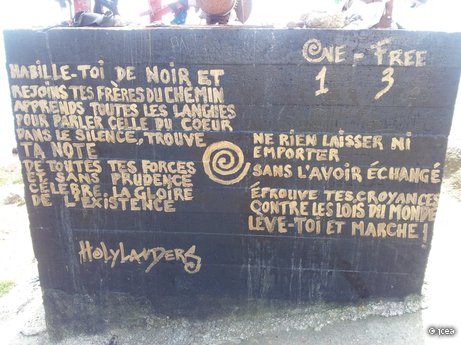 HABILLE-TOI DE NOIR ET
REJOINS TES FRÈRES DU CHEMIN
APPRENDS TOUTES LES LANGUES
POUR PARLER CELLE DU COEUR
DANS LE SILENCE, TROUVE
TA NOTE
DE TOUTES TES FORCES
ET SANS PRUDENCE
CÉLÈBRE LA GLOIRE
DE L'EXISTENCE
HOLYLANDERS
ONE - FREE
1 3
NE RIEN LAISSER NI
EMPORTER
SANS L'AVOIR ÉCHANGÉ
ÉPROUVE TES CROYANCES
CONTRE LES LOIS DU MONDE
LÈVE-TOI ET MARCHE !
© jcea